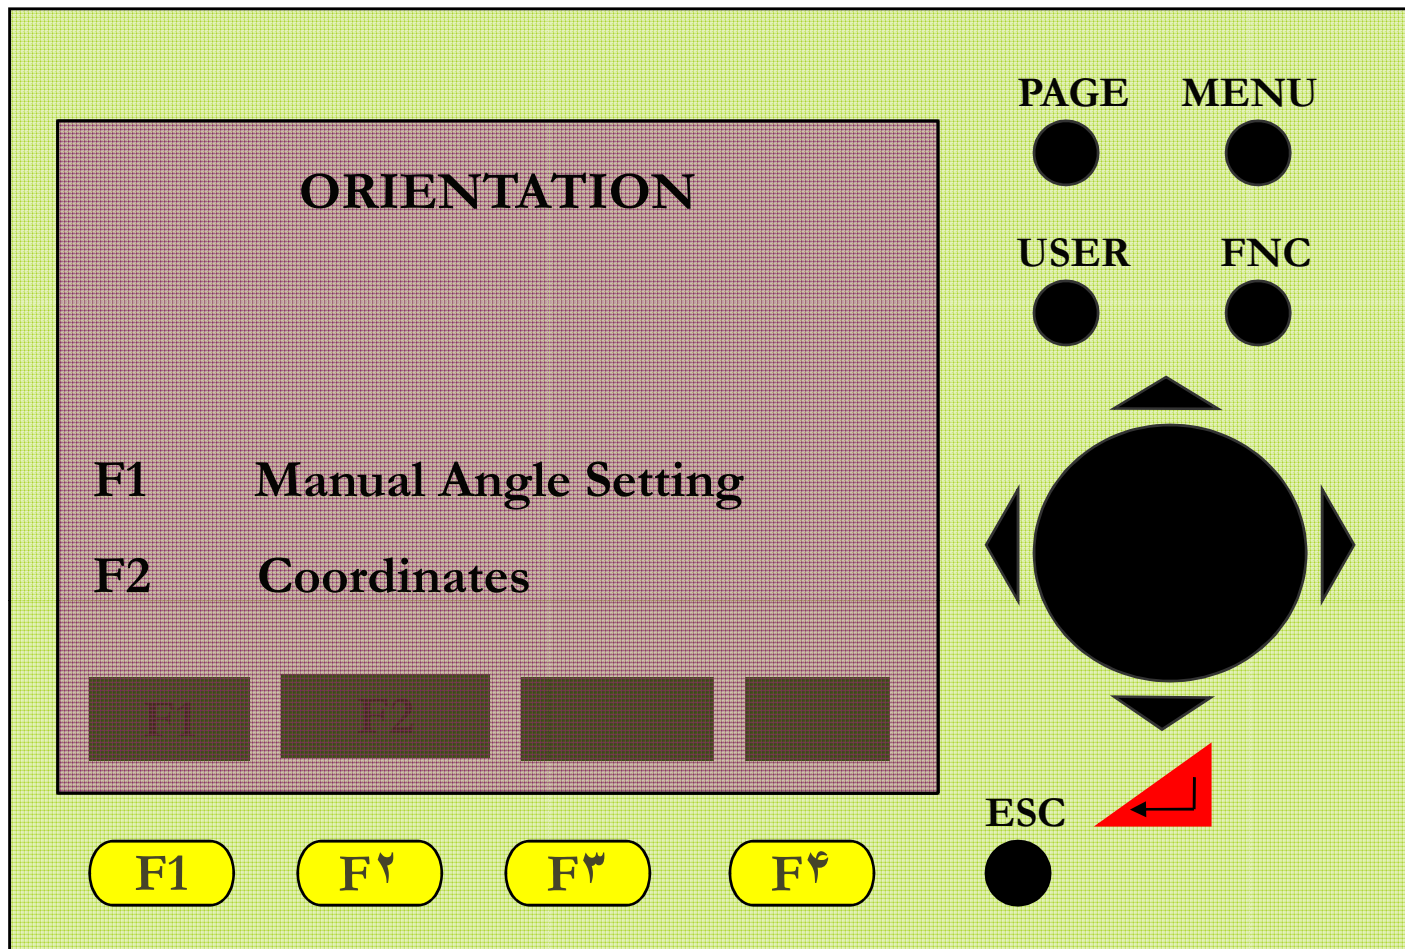 PAGE MENU
ORIENTATION
USER FNC
F1 Manual Angle Setting
F2 Coordinates
F1 F2
ESC
F1 F۲ F۳ F۴